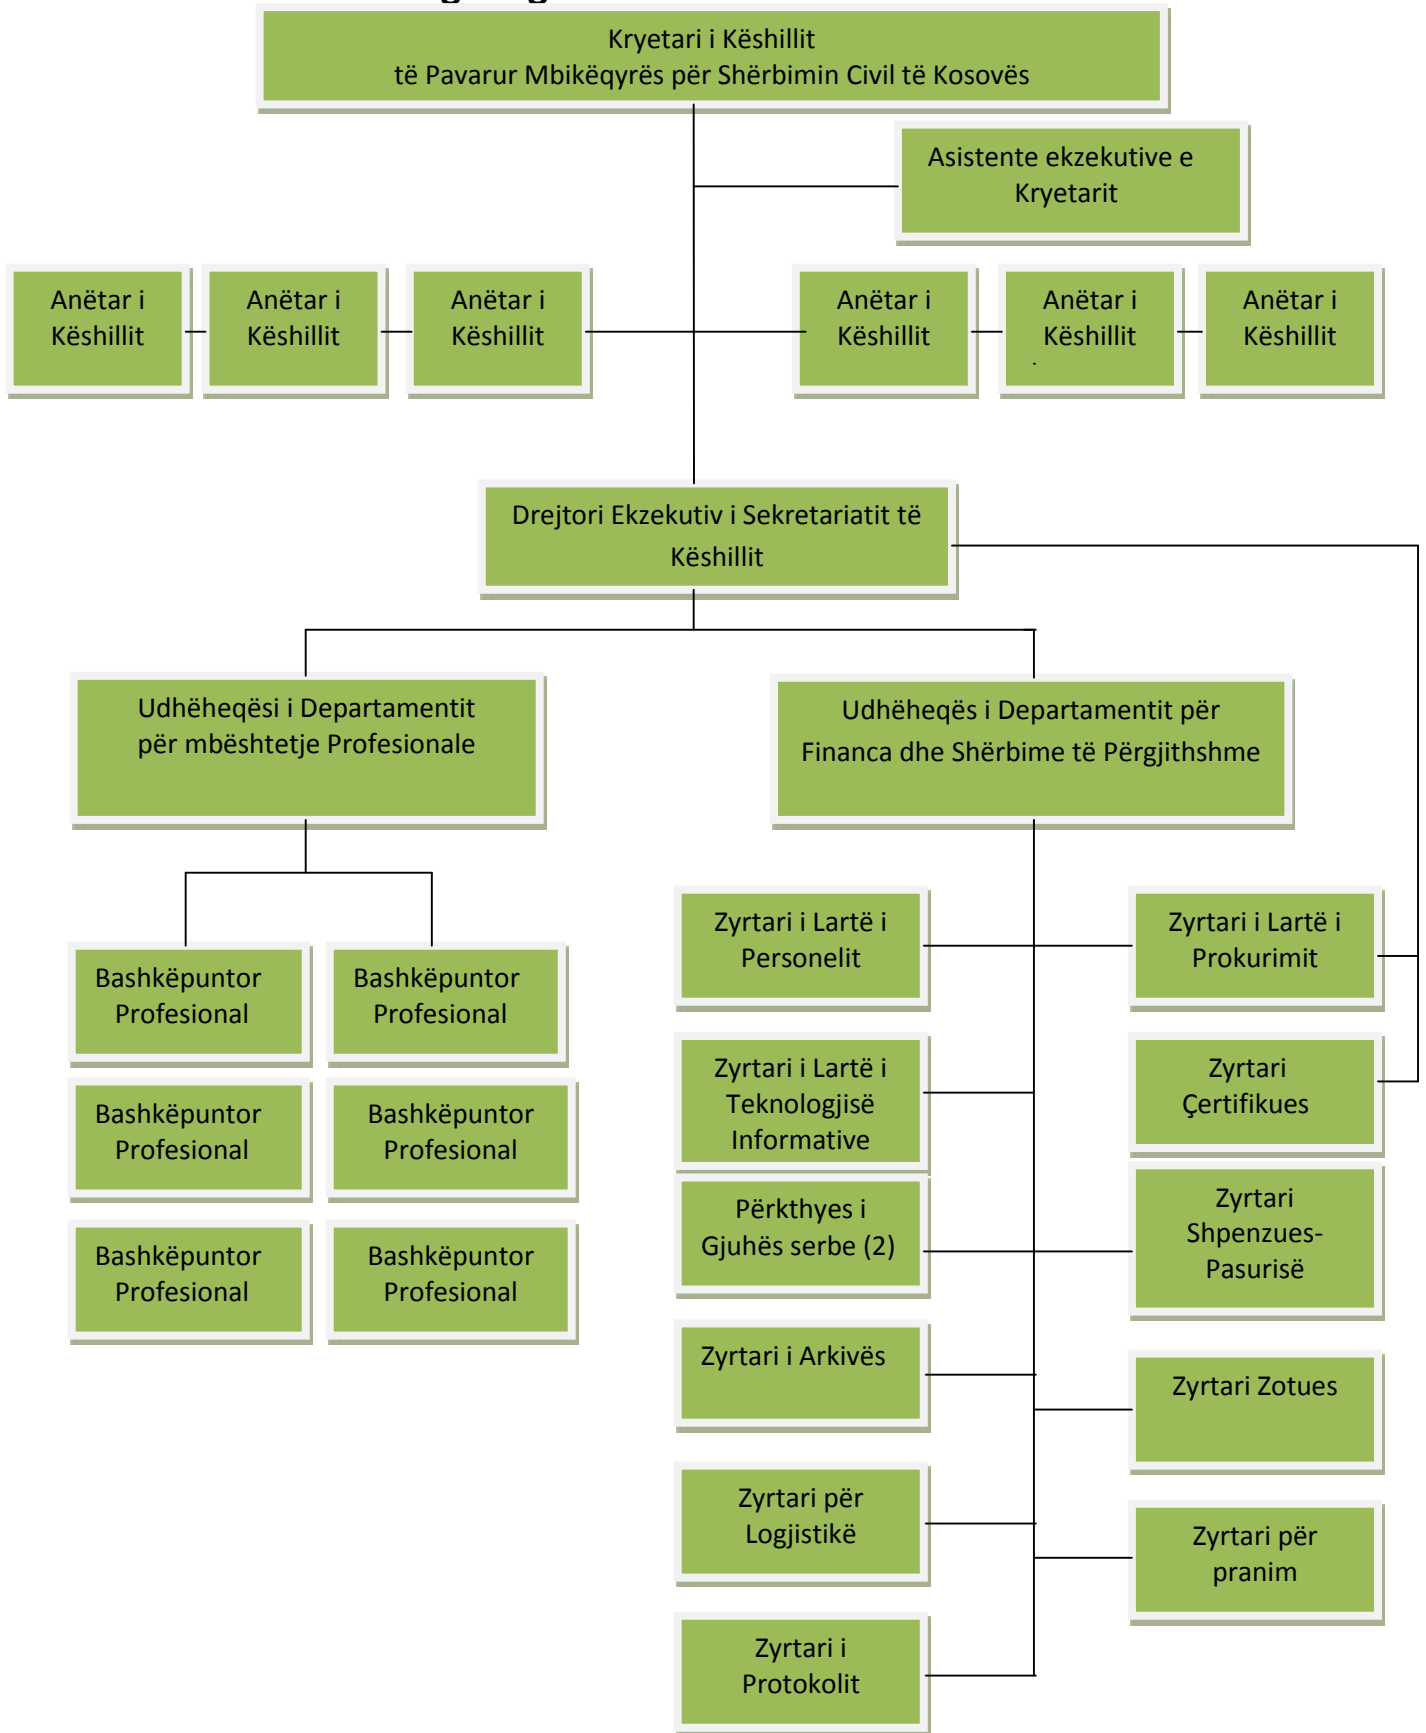 Kryetari i Këshillit
të Pavarur Mbikëqyrës për Shërbimin Civil të Kosovës
Asistente ekzekutive e
Kryetarit
Anëtar i
Këshillit
Anëtar i
Këshillit
Anëtar i
Këshillit
Anëtar i
Këshillit
Anëtar i
Këshillit
.
Anëtar i
Këshillit
Drejtori Ekzekutiv i Sekretariatit të
Këshillit
Udhëheqësi i Departamentit
për mbështetje Profesionale
Udhëheqës i Departamentit për
Financa dhe Shërbime të Përgjithshme
Bashkëpuntor
Profesional
Bashkëpuntor
Profesional
Bashkëpuntor
Profesional
Bashkëpuntor
Profesional
Bashkëpuntor
Profesional
Bashkëpuntor
Profesional
Zyrtari i Lartë i
Personelit
Zyrtari i Lartë i
Prokurimit
Zyrtari i Lartë i
Teknologjisë
Informative
Zyrtari
Çertifikues
Përkthyes i
Gjuhës serbe (2)
Zyrtari
Shpenzues-
Pasurisë
Zyrtari i Arkivës
Zyrtari Zotues
Zyrtari për
Logjistikë
Zyrtari për
pranim
Zyrtari i
Protokolit